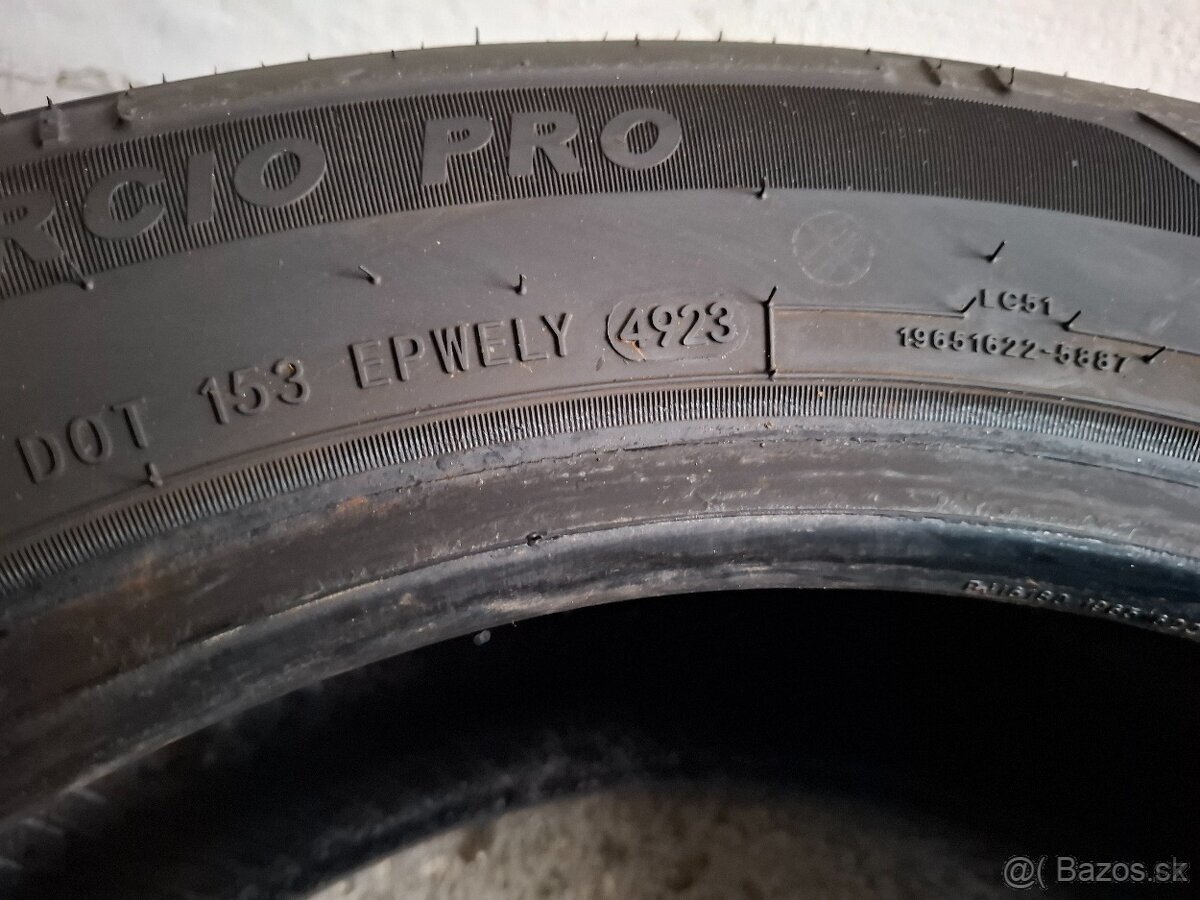 RCIO PRO
LC51
DOT 153 EPWELY 4923
19651622-5887
@( Bazos.sk